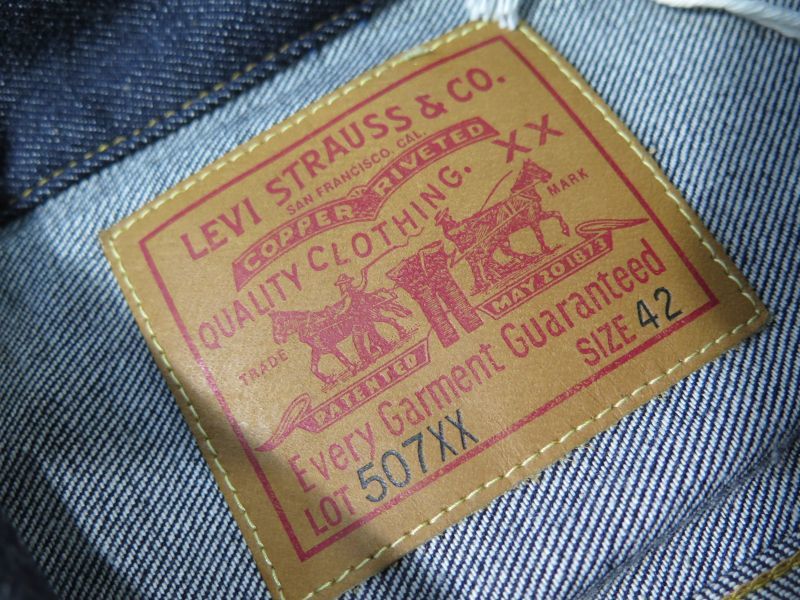 LEVI STRAUSS & CO.
SAN FRANCISCO, CAL.
COPPER RIVETED
QUALITY CLOTHING. XX
TRADE MARK
PATENTED MAY 20 1873
Every Garment Guaranteed
LOT 507XX SIZE 42